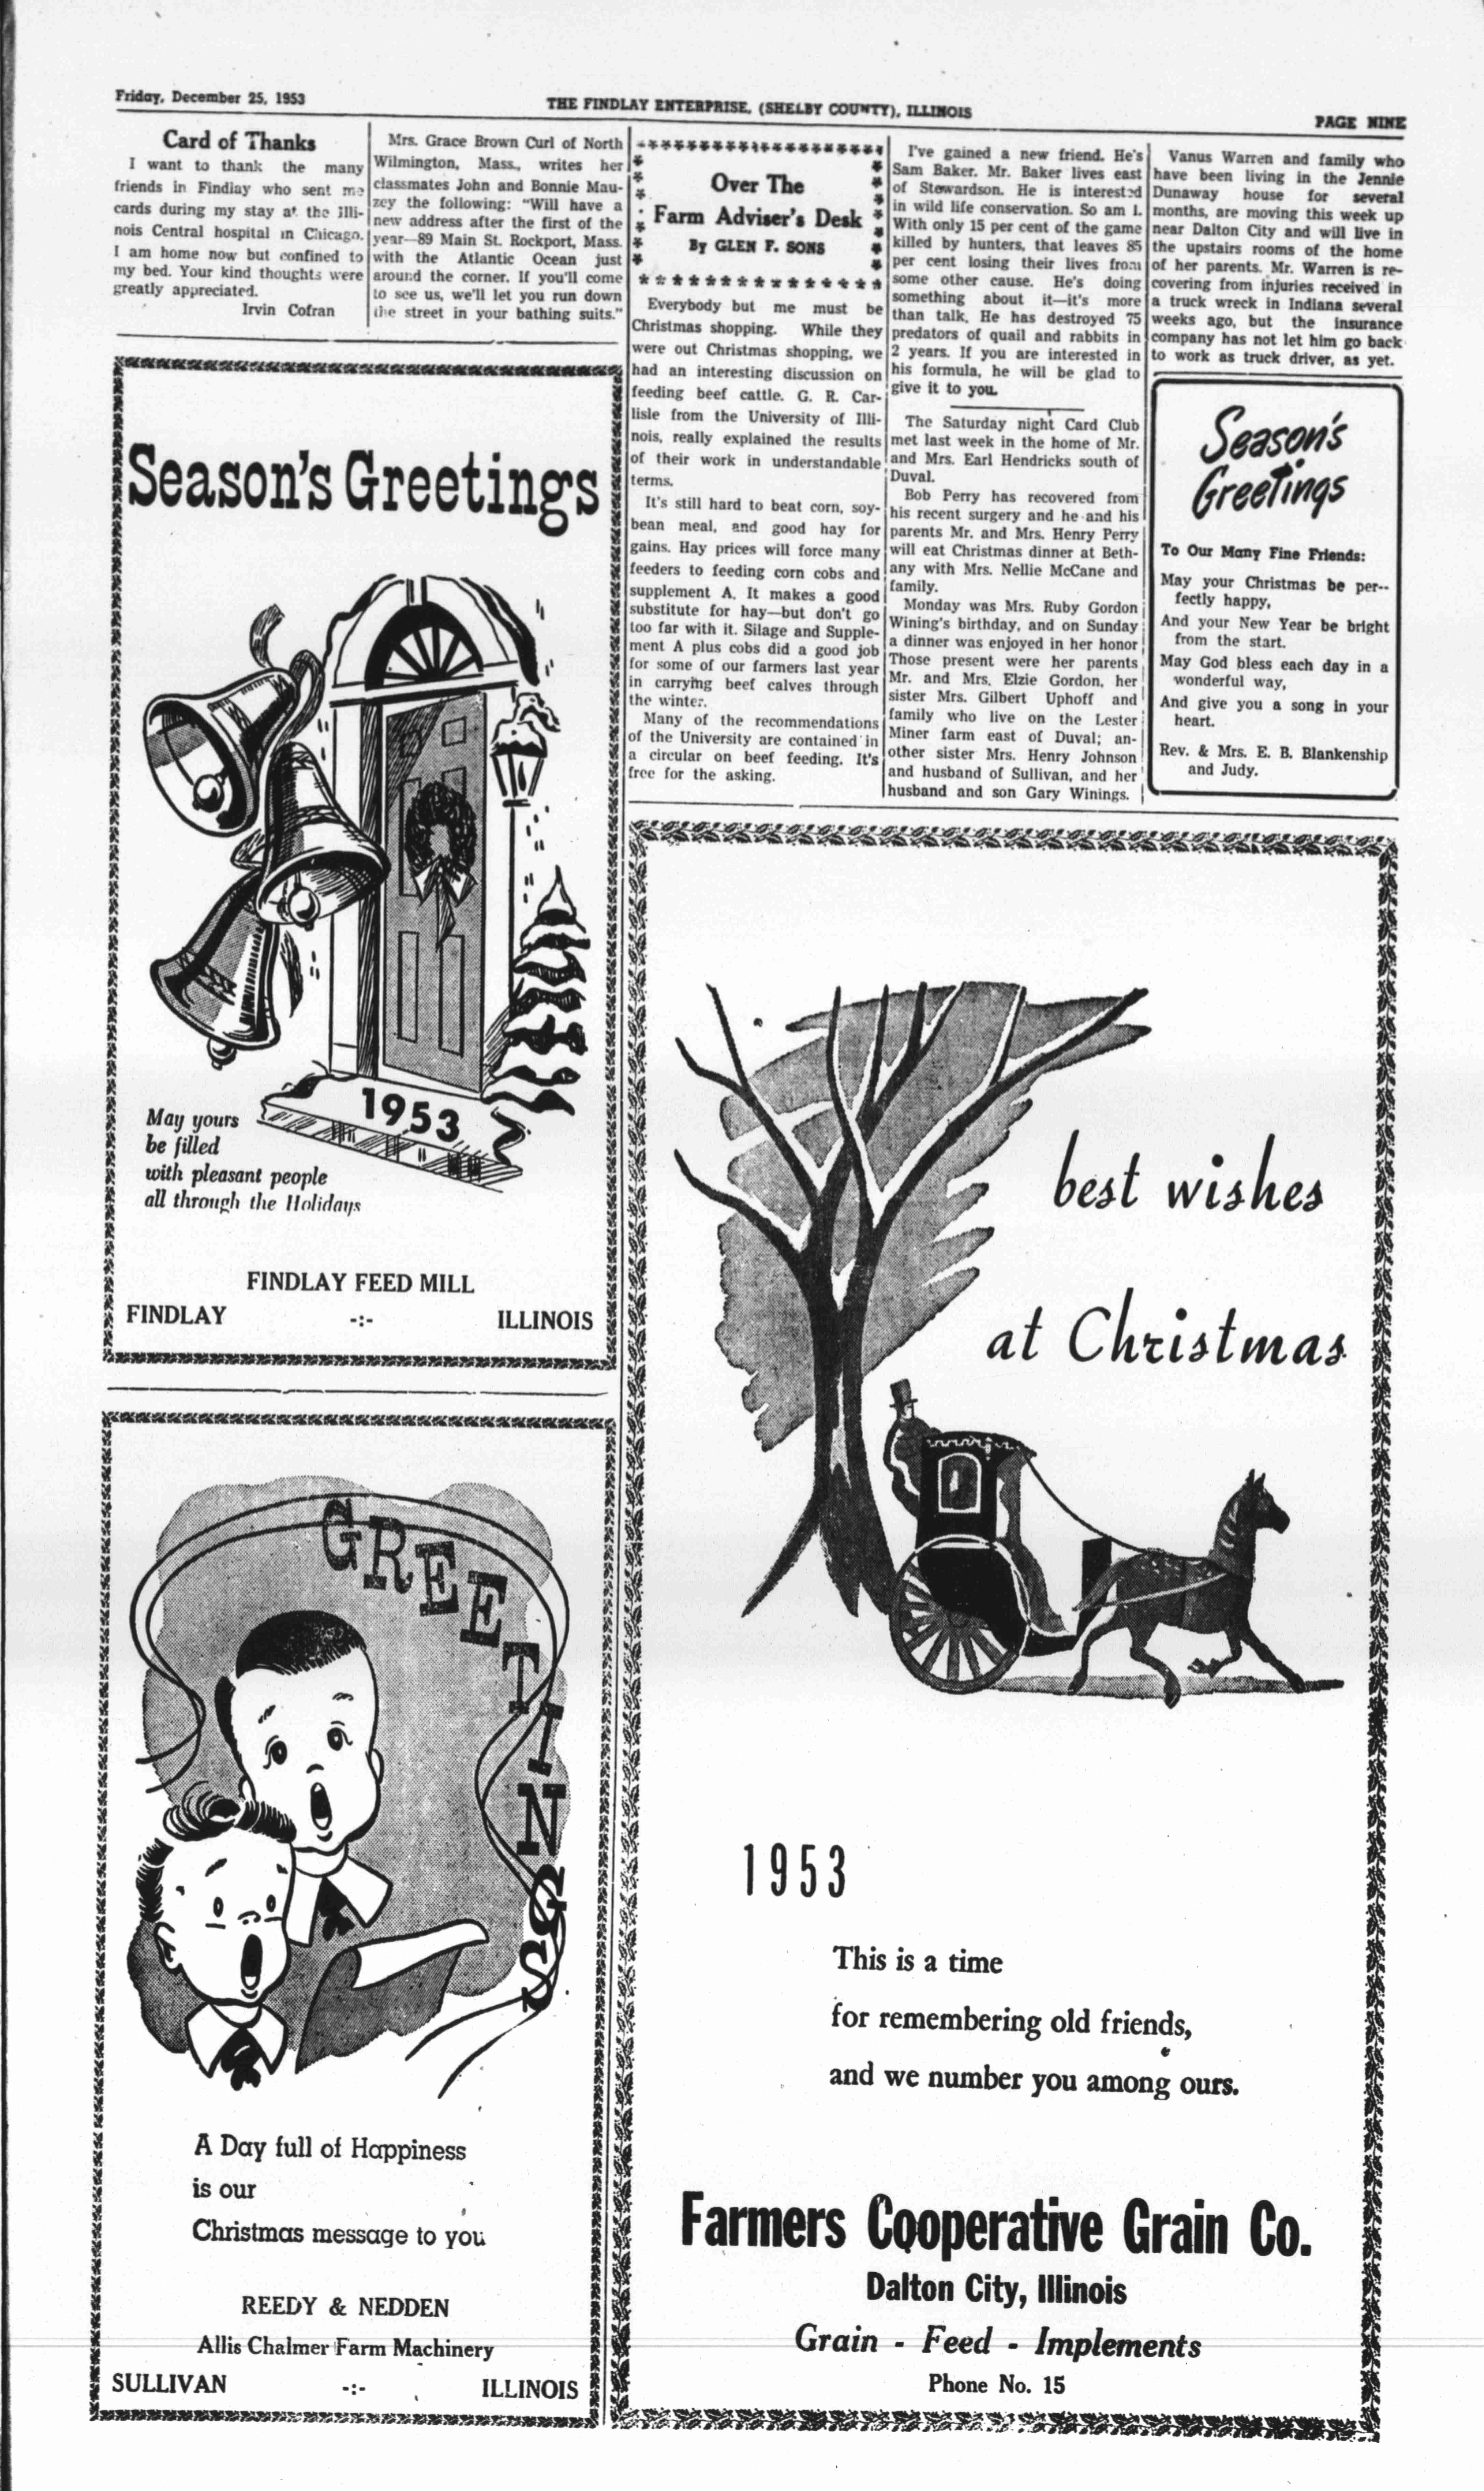 Friday, December 25, 1953
THE FINDLAY ENTERPRISE, (SHELBY COUNTY), ILLINOIS
PAGE NINE
Card of Thanks
I want to thank the many
friends in Findlay who sent me
cards during my stay at the Illi-
nois Central hospital in Chicago.
I am home now but confined to
my bed. Your kind thoughts were
greatly appreciated.
Irvin Cofran
Mrs. Grace Brown Curl of North
Wilmington, Mass., writes her
classmates John and Bonnie Mau-
zey the following: "Will have a
new address after the first of the
year—89 Main St. Rockport, Mass.
with the Atlantic Ocean just
around the corner. If you'll come
to see us, we'll let you run down
the street in your bathing suits."
Season's Greetings
1953
May yours
be filled
with pleasant people
all through the Holidays
FINDLAY FEED MILL
FINDLAY -:- ILLINOIS
GREETINGS
A Day full of Happiness
is our
Christmas message to you
REEDY & NEDDEN
Allis Chalmer Farm Machinery
SULLIVAN -:- ILLINOIS
Over The
Farm Adviser's Desk
By GLEN F. SONS
Everybody but me must be
Christmas shopping. While they
were out Christmas shopping, we
had an interesting discussion on
feeding beef cattle. G. R. Car-
lisle from the University of Illi-
nois, really explained the results
of their work in understandable
terms.
It's still hard to beat corn, soy-
bean meal, and good hay for
gains. Hay prices will force many
feeders to feeding corn cobs and
supplement A. It makes a good
substitute for hay—but don't go
too far with it. Silage and Supple-
ment A plus cobs did a good job
for some of our farmers last year
in carrying beef calves through
the winter.
Many of the recommendations
of the University are contained in
a circular on beef feeding. It's
free for the asking.
I've gained a new friend. He's
Sam Baker. Mr. Baker lives east
of Stewardson. He is interested
in wild life conservation. So am I.
With only 15 per cent of the game
killed by hunters, that leaves 85
per cent losing their lives from
some other cause. He's doing
something about it—it's more
than talk. He has destroyed 75
predators of quail and rabbits in
2 years. If you are interested in
his formula, he will be glad to
give it to you.
The Saturday night Card Club
met last week in the home of Mr.
and Mrs. Earl Hendricks south of
Duval.
Bob Perry has recovered from
his recent surgery and he and his
parents Mr. and Mrs. Henry Perry
will eat Christmas dinner at Beth-
any with Mrs. Nellie McCane and
family.
Monday was Mrs. Ruby Gordon
Wining's birthday, and on Sunday
a dinner was enjoyed in her honor
Those present were her parents
Mr. and Mrs. Elzie Gordon, her
sister Mrs. Gilbert Uphoff and
family who live on the Lester
Miner farm east of Duval; an-
other sister Mrs. Henry Johnson
and husband of Sullivan, and her
husband and son Gary Winings.
Vanus Warren and family who
have been living in the Jennie
Dunaway house for several
months, are moving this week up
near Dalton City and will live in
the upstairs rooms of the home
of her parents. Mr. Warren is re-
covering from injuries received in
a truck wreck in Indiana several
weeks ago, but the insurance
company has not let him go back
to work as truck driver, as yet.
Season's
Greetings
To Our Many Fine Friends:
May your Christmas be per--
fectly happy,
And your New Year be bright
from the start.
May God bless each day in a
wonderful way,
And give you a song in your
heart.
Rev. & Mrs. E. B. Blankenship
and Judy.
best wishes
at Christmas
1953
This is a time
for remembering old friends,
and we number you among ours.
Farmers Cooperative Grain Co.
Dalton City, Illinois
Grain - Feed - Implements
Phone No. 15